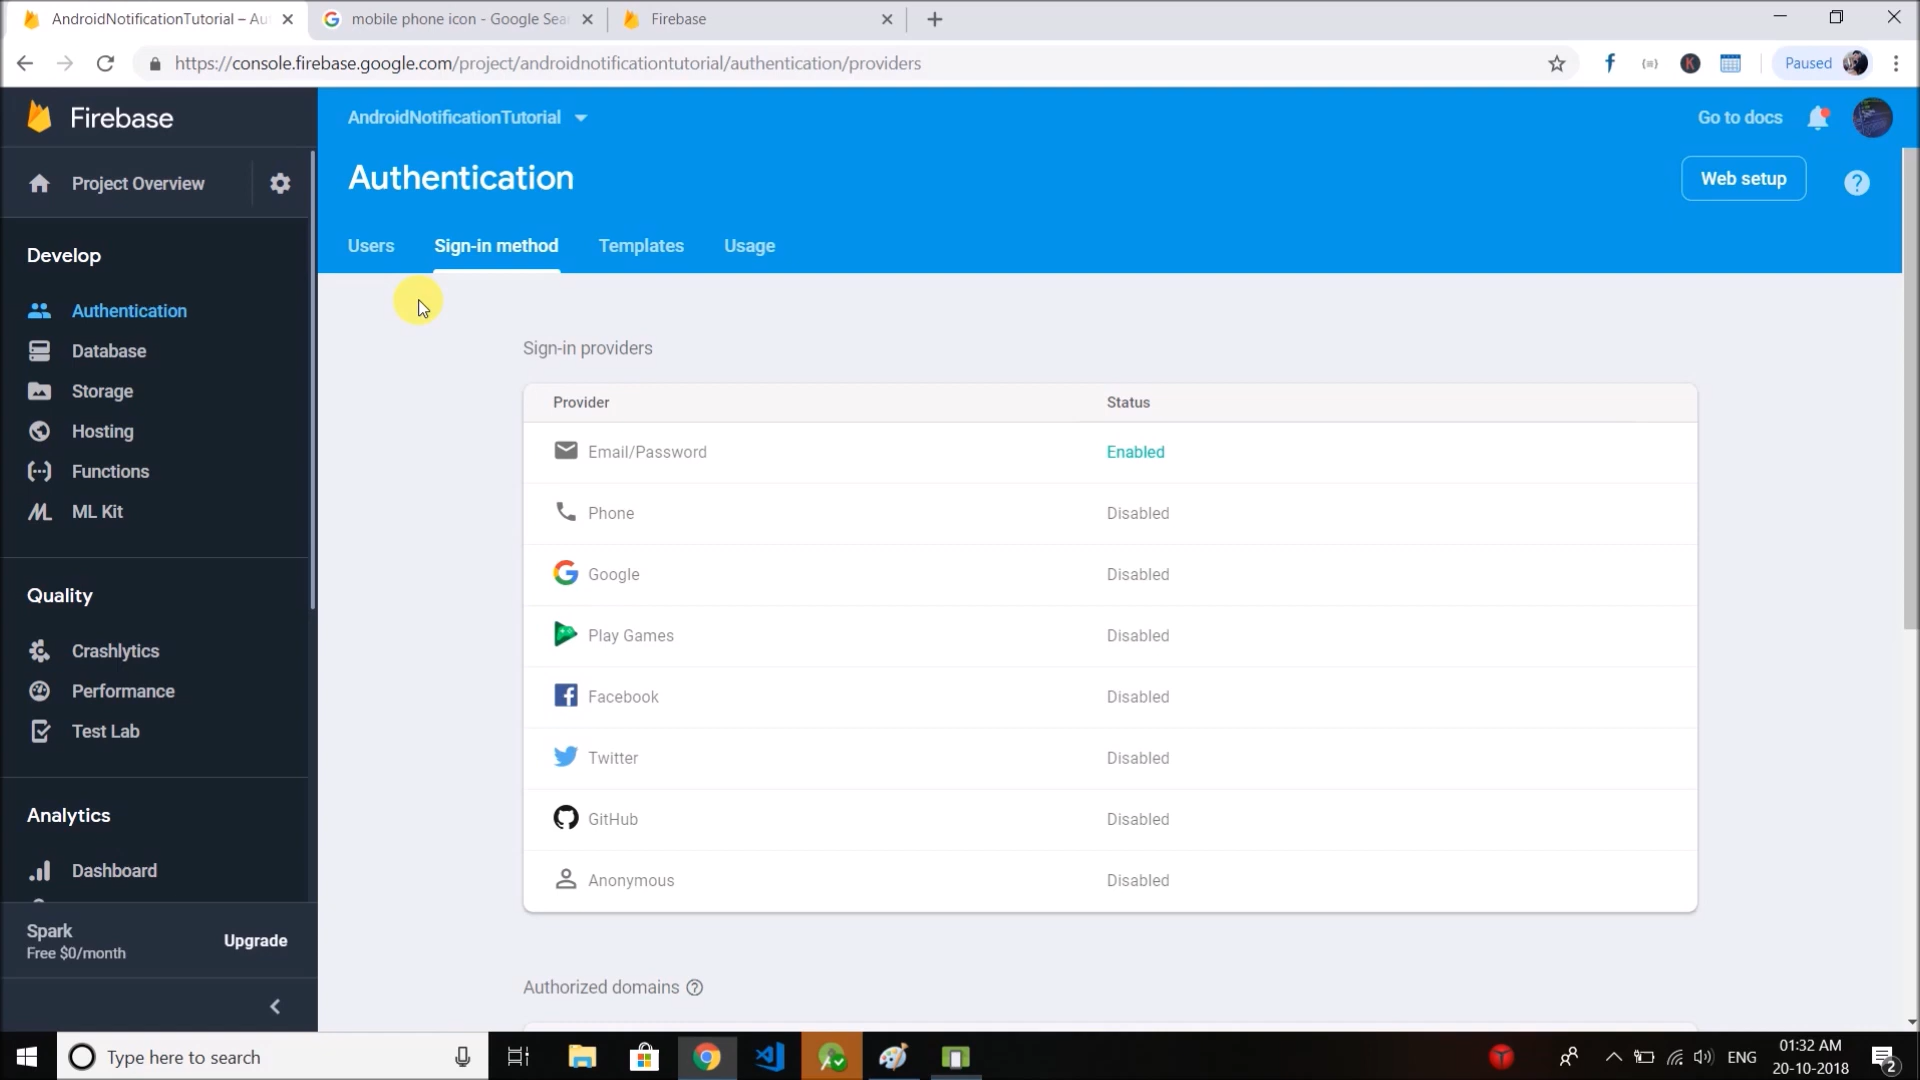 AndroidNotificationTutorial – Au
mobile phone icon - Google Sea
Firebase
https://console.firebase.google.com/project/androidnotificationtutorial/authentication/providers
Paused
Firebase
AndroidNotificationTutorial
Go to docs
Project Overview
Authentication
Web setup
Users
Sign-in method
Templates
Usage
Develop
Authentication
Database
Storage
Hosting
Functions
ML Kit
Quality
Crashlytics
Performance
Test Lab
Analytics
Dashboard
Spark
Free $0/month
Upgrade
Sign-in providers
Provider Status
Email/Password Enabled
Phone Disabled
Google Disabled
Play Games Disabled
Facebook Disabled
Twitter Disabled
GitHub Disabled
Anonymous Disabled
Authorized domains
Type here to search
ENG
01:32 AM
20-10-2018
2